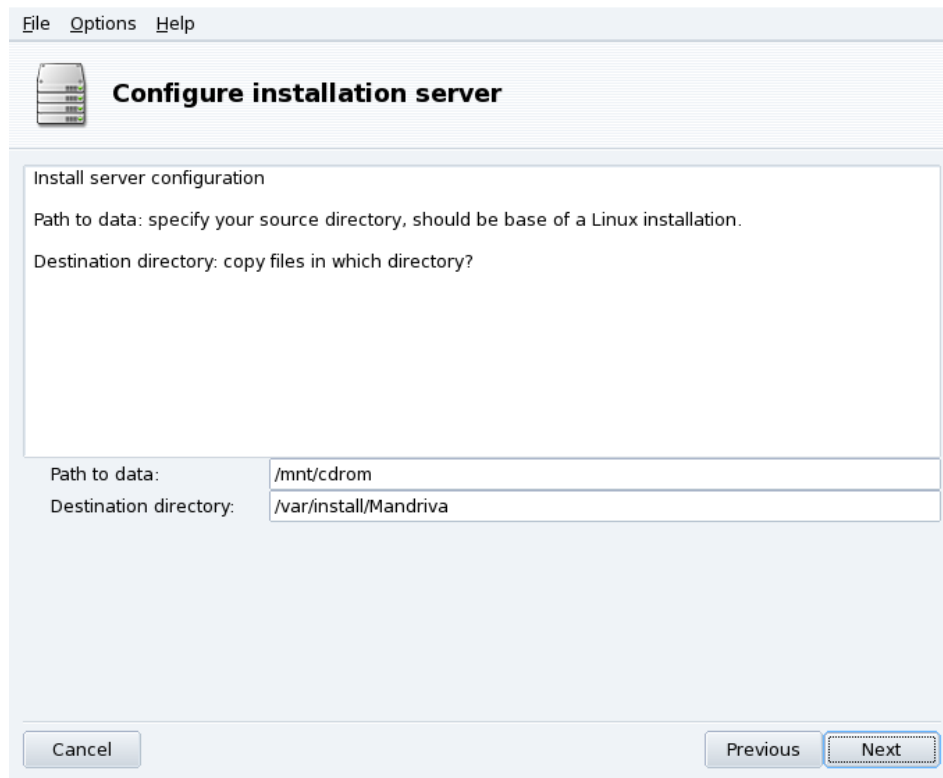 File Options Help
Configure installation server
Install server configuration
Path to data: specify your source directory, should be base of a Linux installation.
Destination directory: copy files in which directory?
Path to data: /mnt/cdrom
Destination directory: /var/install/Mandriva
Cancel Previous Next